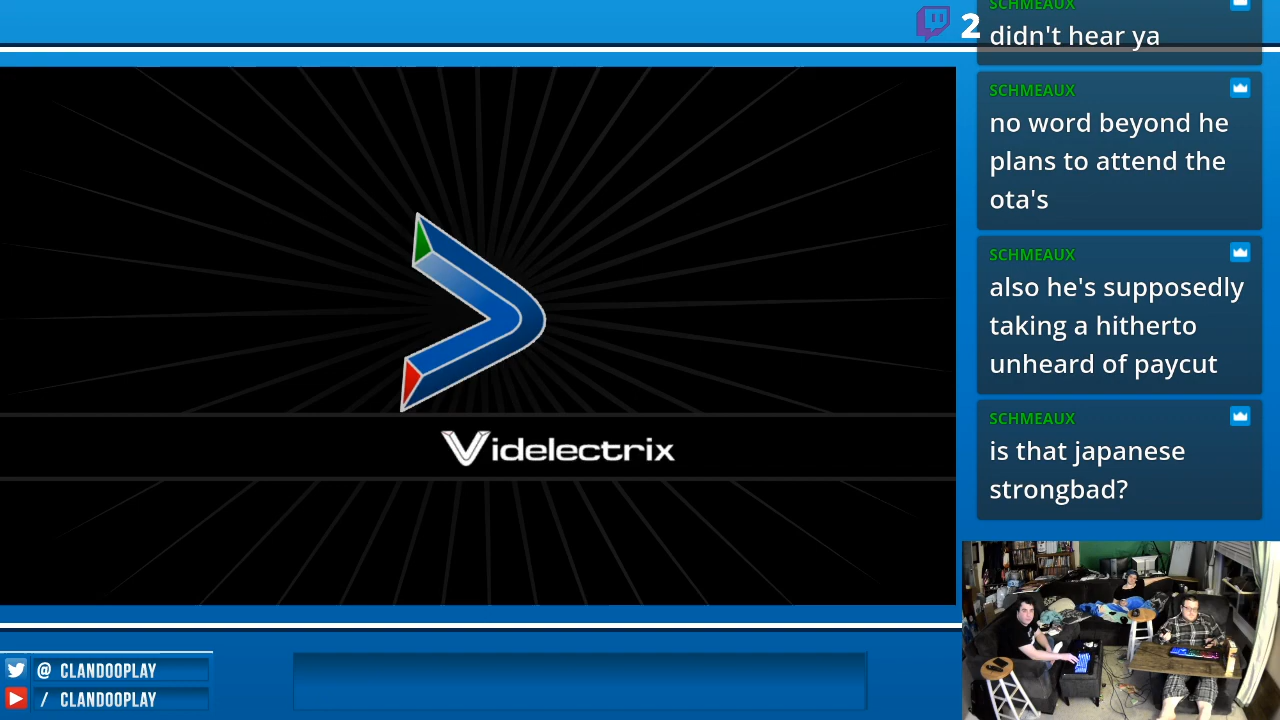 2
SCHMEAUX
didn't hear ya
SCHMEAUX
no word beyond he
plans to attend the
ota's
SCHMEAUX
also he's supposedly
taking a hitherto
unheard of paycut
SCHMEAUX
is that japanese
strongbad?
Videlectrix
@ CLANDOOPLAY
/ CLANDOOPLAY